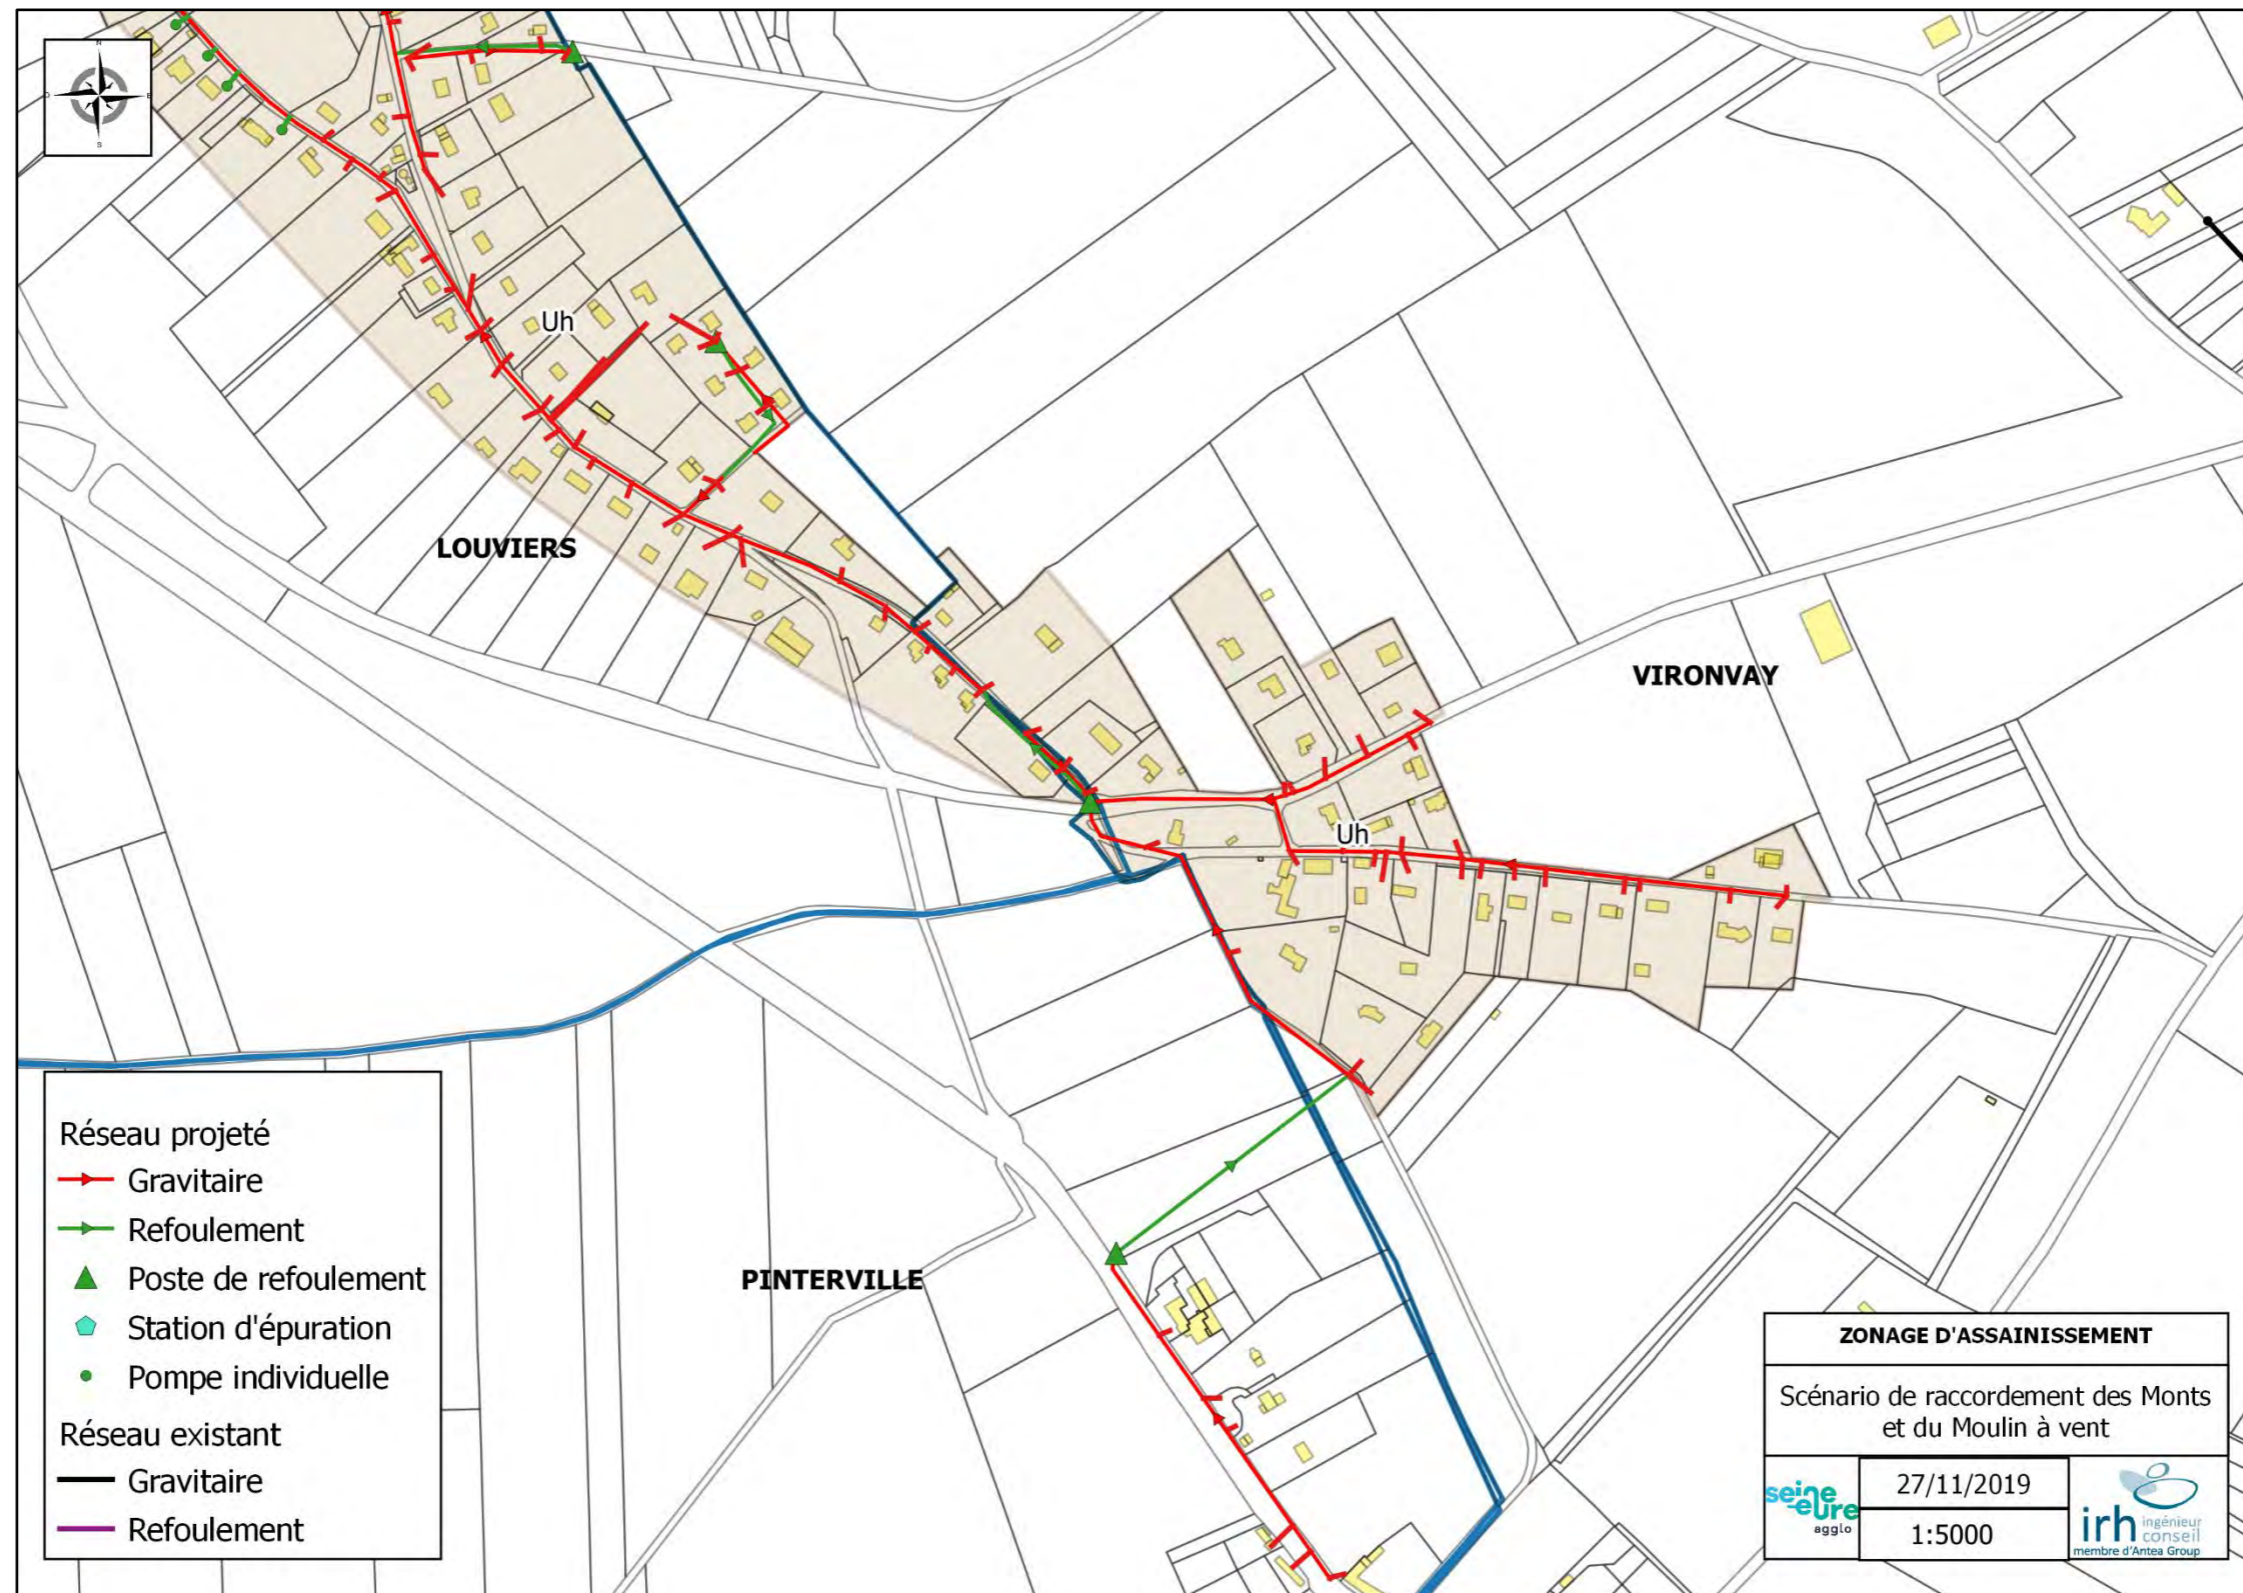 N
O
E
S
Uh
LOUVIERS
VIRONVAY
Uh
PINTERVILLE
Réseau projeté
Gravitaire
Refoulement
Poste de refoulement
Station d'épuration
Pompe individuelle
Réseau existant
Gravitaire
Refoulement
ZONAGE D'ASSAINISSEMENT
Scénario de raccordement des Monts
et du Moulin à vent
seine
eure
agglo
27/11/2019
1:5000
irh ingénieur
conseil
membre d'Antea Group